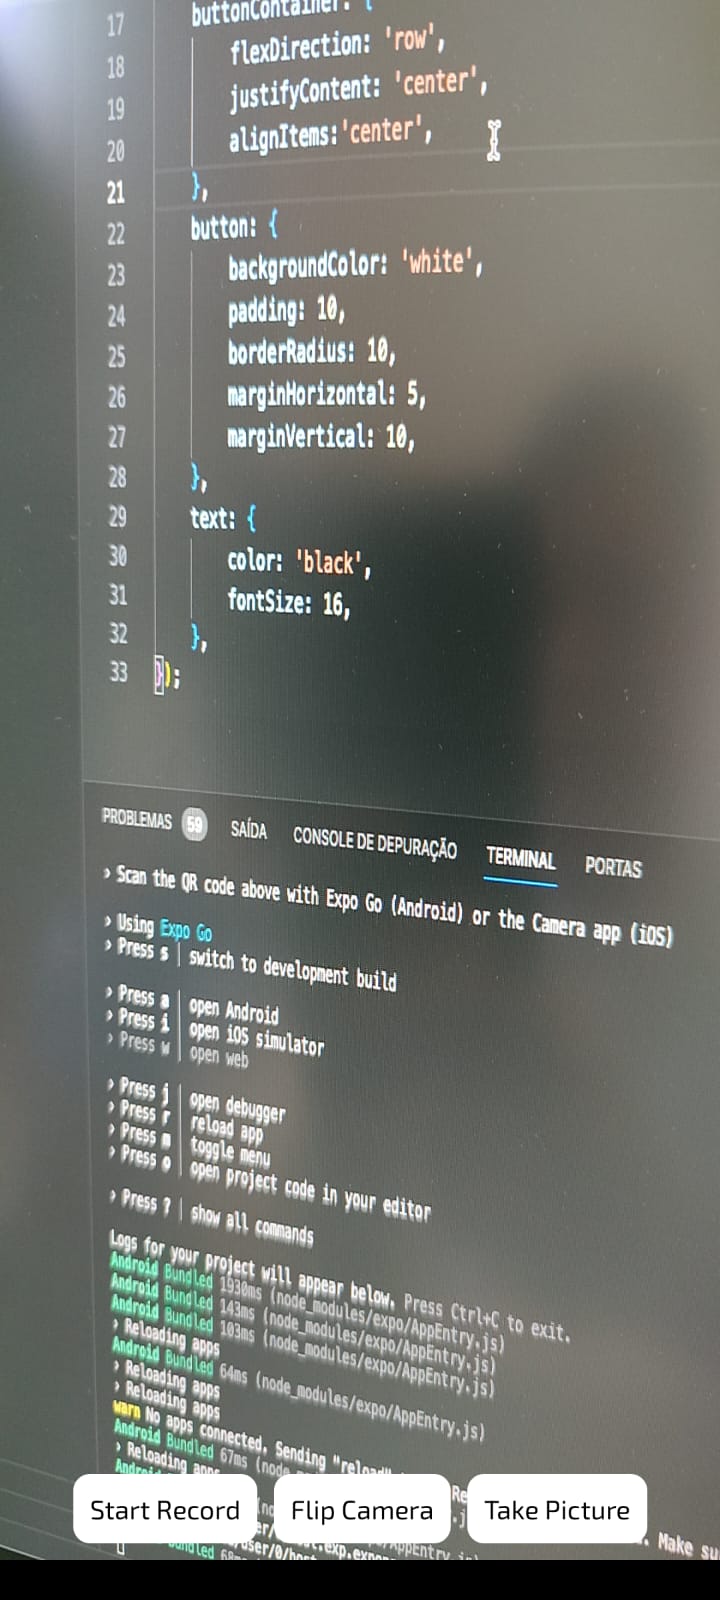 17 buttonContainer: {
18 flexDirection: 'row',
19 justifyContent: 'center',
20 alignItems:'center',
21 },
22 button: {
23 backgroundColor: 'white',
24 padding: 10,
25 borderRadius: 10,
26 marginHorizontal: 5,
27 marginVertical: 10,
28 },
29 text: {
30 color: 'black',
31 fontSize: 16,
32 },
33 });
PROBLEMAS 59 SAÍDA CONSOLE DE DEPURAÇÃO TERMINAL PORTAS
› Scan the QR code above with Expo Go (Android) or the Camera app (iOS)
› Using Expo Go
› Press s │ switch to development build
› Press a │ open Android
› Press i │ open iOS simulator
› Press w │ open web
› Press j │ open debugger
› Press r │ reload app
› Press m │ toggle menu
› Press o │ open project code in your editor
› Press ? │ show all commands
Logs for your project will appear below. Press Ctrl+C to exit.
Android Bundled 1930ms (node_modules/expo/AppEntry.js)
Android Bundled 143ms (node_modules/expo/AppEntry.js)
Android Bundled 103ms (node_modules/expo/AppEntry.js)
› Reloading apps
Android Bundled 64ms (node_modules/expo/AppEntry.js)
› Reloading apps
› Reloading apps
warn No apps connected. Sending "reload"
Android Bundled 67ms
› Reloading apps
Start Record Flip Camera Take Picture
. Make su